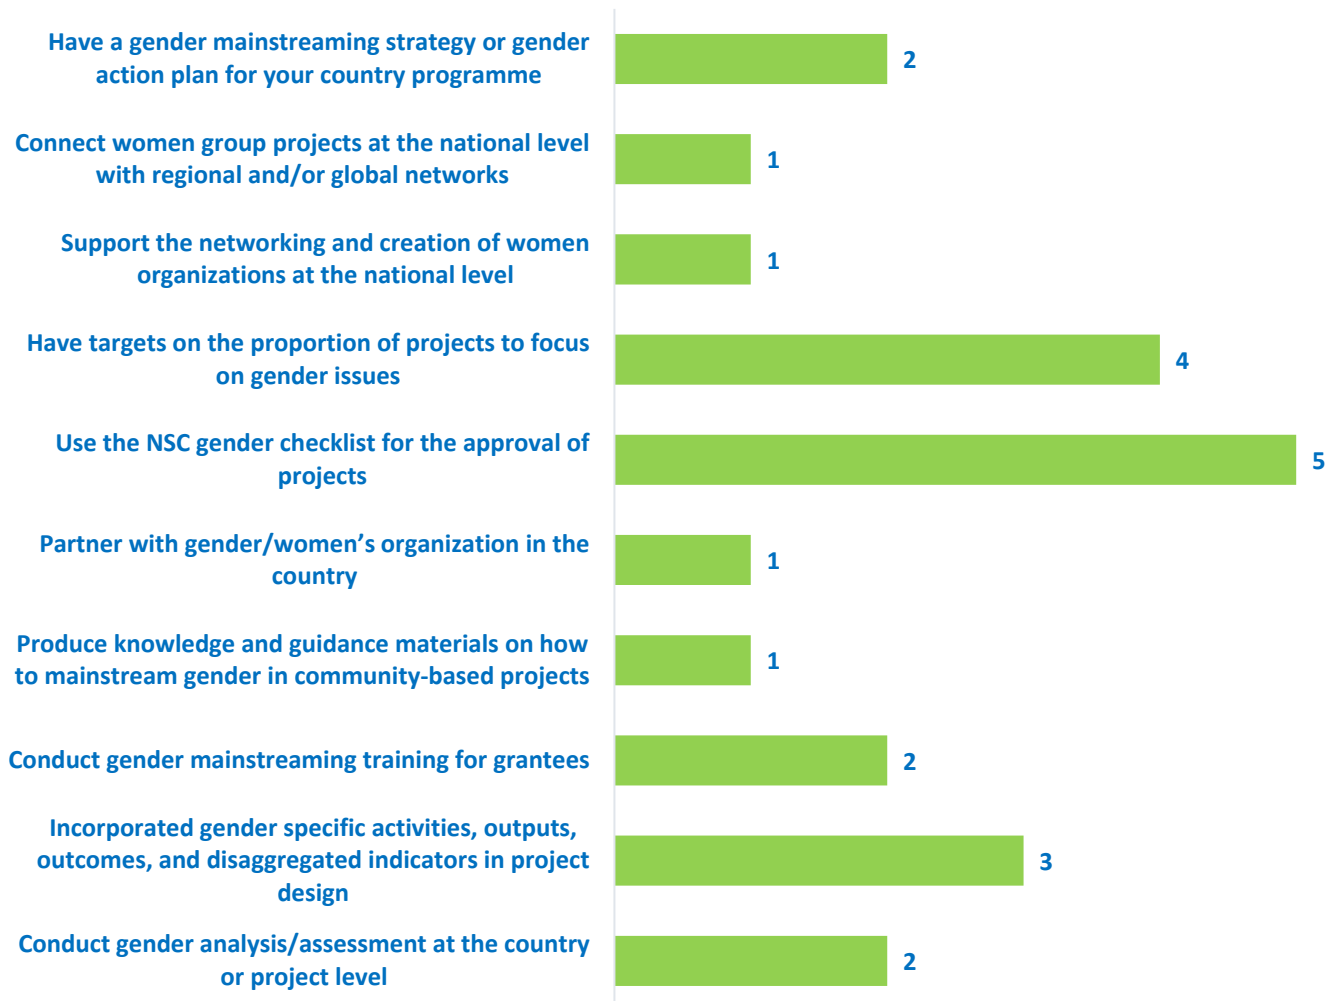 Have a gender mainstreaming strategy or gender
action plan for your country programme
2
Connect women group projects at the national level
with regional and/or global networks
1
Support the networking and creation of women
organizations at the national level
1
Have targets on the proportion of projects to focus
on gender issues
4
Use the NSC gender checklist for the approval of
projects
5
Partner with gender/women’s organization in the
country
1
Produce knowledge and guidance materials on how
to mainstream gender in community-based projects
1
Conduct gender mainstreaming training for grantees
2
Incorporated gender specific activities, outputs,
outcomes, and disaggregated indicators in project
design
3
Conduct gender analysis/assessment at the country
or project level
2